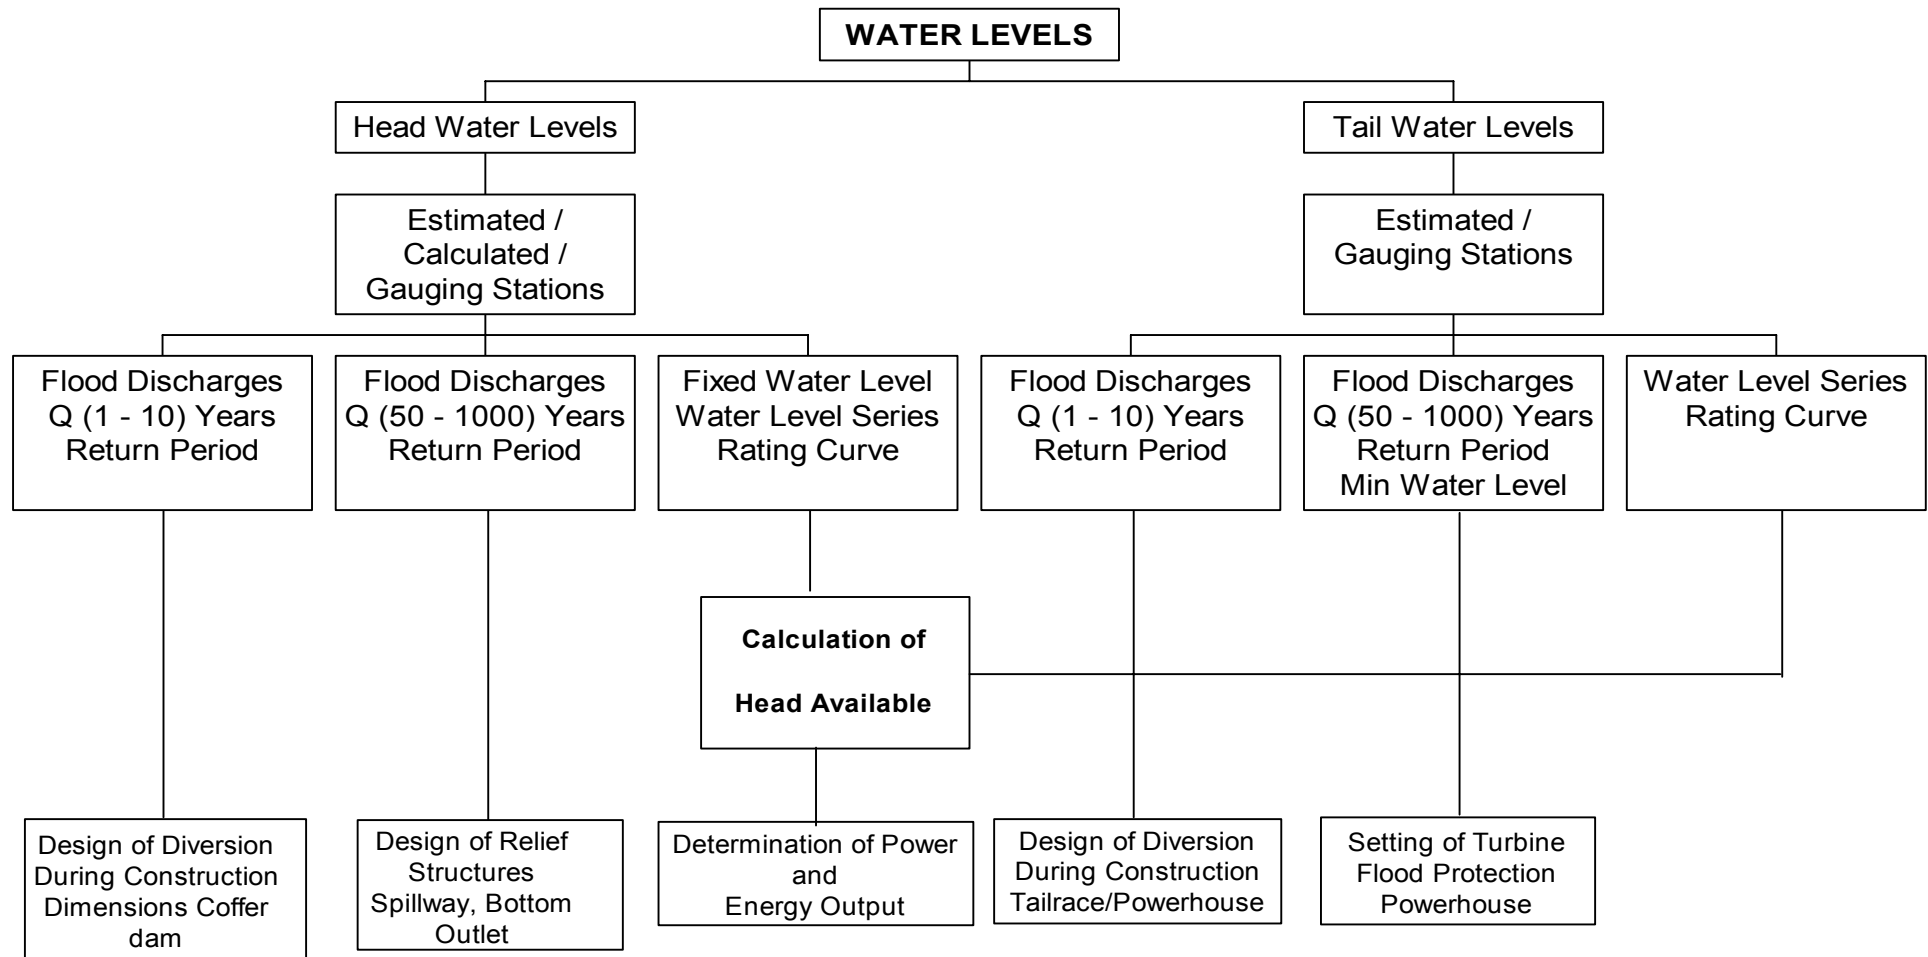 WATER LEVELS
Head Water Levels
Tail Water Levels
Estimated /
Calculated /
Gauging Stations
Estimated /
Gauging Stations
Flood Discharges
Q (1 - 10) Years
Return Period
Flood Discharges
Q (50 - 1000) Years
Return Period
Fixed Water Level
Water Level Series
Rating Curve
Flood Discharges
Q (1 - 10) Years
Return Period
Flood Discharges
Q (50 - 1000) Years
Return Period
Min Water Level
Water Level Series
Rating Curve
Calculation of
Head Available
Design of Diversion
During Construction
Dimensions Coffer
dam
Design of Relief
Structures
Spillway, Bottom
Outlet
Determination of Power
and
Energy Output
Design of Diversion
During Construction
Tailrace/Powerhouse
Setting of Turbine
Flood Protection
Powerhouse